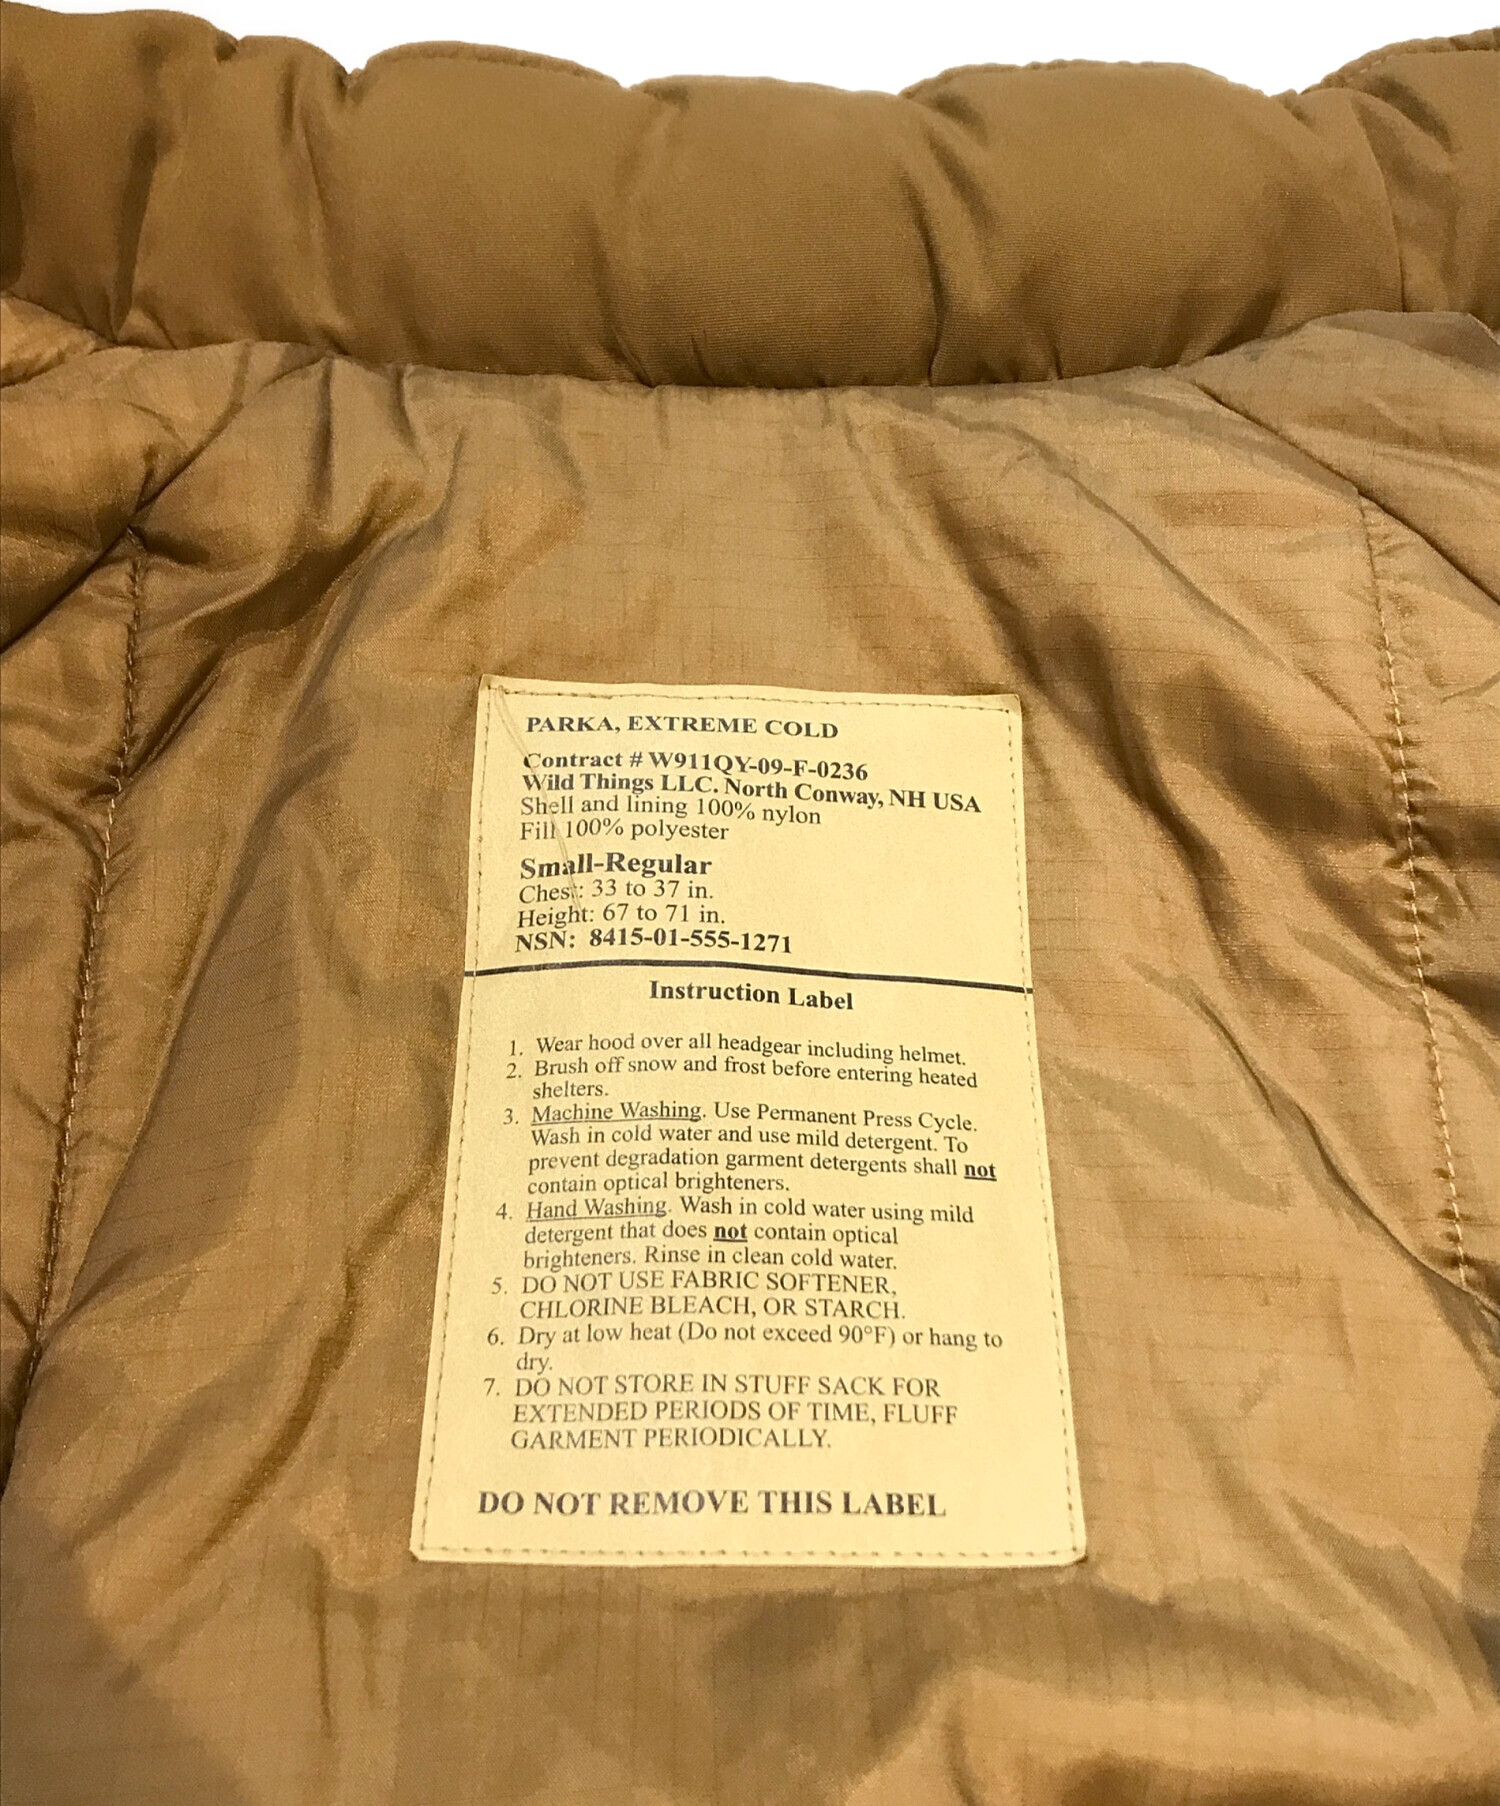 PARKA, EXTREME COLD
Contract # W911QY-09-F-0236
Wild Things LLC. North Conway, NH USA
Shell and lining 100% nylon
Fill 100% polyester
Small-Regular
Chest: 33 to 37 in.
Height: 67 to 71 in.
NSN: 8415-01-555-1271
Instruction Label
1. Wear hood over all headgear including helmet.
2. Brush off snow and frost before entering heated
shelters.
3. Machine Washing. Use Permanent Press Cycle.
Wash in cold water and use mild detergent. To
prevent degradation garment detergents shall not
contain optical brighteners.
4. Hand Washing. Wash in cold water using mild
detergent that does not contain optical
brighteners. Rinse in clean cold water.
5. DO NOT USE FABRIC SOFTENER,
CHLORINE BLEACH, OR STARCH.
6. Dry at low heat (Do not exceed 90°F) or hang to
dry.
7. DO NOT STORE IN STUFF SACK FOR
EXTENDED PERIODS OF TIME, FLUFF
GARMENT PERIODICALLY.
DO NOT REMOVE THIS LABEL